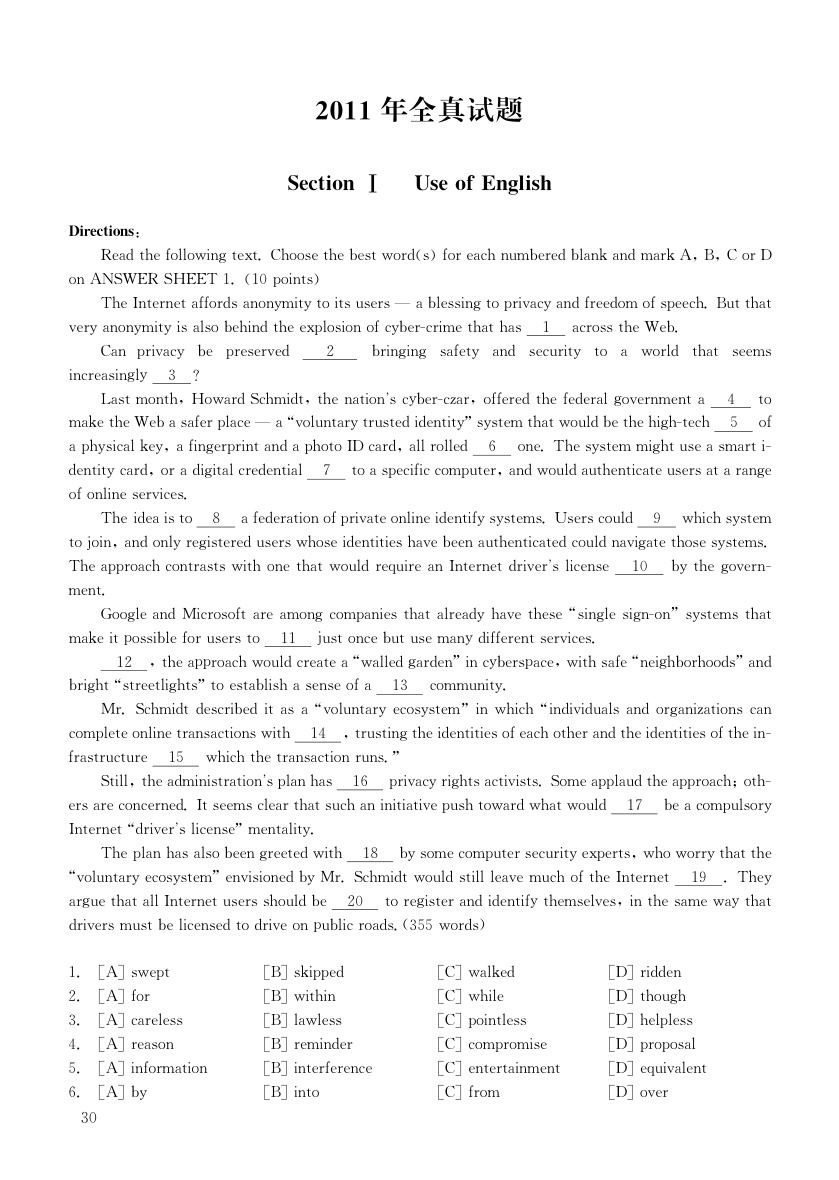 2011 年全真试题
Section Ⅰ Use of English
Directions:
Read the following text. Choose the best word(s) for each numbered blank and mark A, B, C or D
on ANSWER SHEET 1. (10 points)
The Internet affords anonymity to its users — a blessing to privacy and freedom of speech. But that
very anonymity is also behind the explosion of cyber-crime that has 1 across the Web.
Can privacy be preserved 2 bringing safety and security to a world that seems
increasingly 3 ?
Last month, Howard Schmidt, the nation's cyber-czar, offered the federal government a 4 to
make the Web a safer place — a “voluntary trusted identity” system that would be the high-tech 5 of
a physical key, a fingerprint and a photo ID card, all rolled 6 one. The system might use a smart i-
dentity card, or a digital credential 7 to a specific computer, and would authenticate users at a range
of online services.
The idea is to 8 a federation of private online identify systems. Users could 9 which system
to join, and only registered users whose identities have been authenticated could navigate those systems.
The approach contrasts with one that would require an Internet driver's license 10 by the govern-
ment.
Google and Microsoft are among companies that already have these “single sign-on” systems that
make it possible for users to 11 just once but use many different services.
12 , the approach would create a “walled garden” in cyberspace, with safe “neighborhoods” and
bright “streetlights” to establish a sense of a 13 community.
Mr. Schmidt described it as a “voluntary ecosystem” in which “individuals and organizations can
complete online transactions with 14 , trusting the identities of each other and the identities of the in-
frastructure 15 which the transaction runs.”
Still, the administration's plan has 16 privacy rights activists. Some applaud the approach; oth-
ers are concerned. It seems clear that such an initiative push toward what would 17 be a compulsory
Internet “driver's license” mentality.
The plan has also been greeted with 18 by some computer security experts, who worry that the
“voluntary ecosystem” envisioned by Mr. Schmidt would still leave much of the Internet 19 . They
argue that all Internet users should be 20 to register and identify themselves, in the same way that
drivers must be licensed to drive on public roads. (355 words)
1. [A] swept [B] skipped [C] walked [D] ridden
2. [A] for [B] within [C] while [D] though
3. [A] careless [B] lawless [C] pointless [D] helpless
4. [A] reason [B] reminder [C] compromise [D] proposal
5. [A] information [B] interference [C] entertainment [D] equivalent
6. [A] by [B] into [C] from [D] over
30